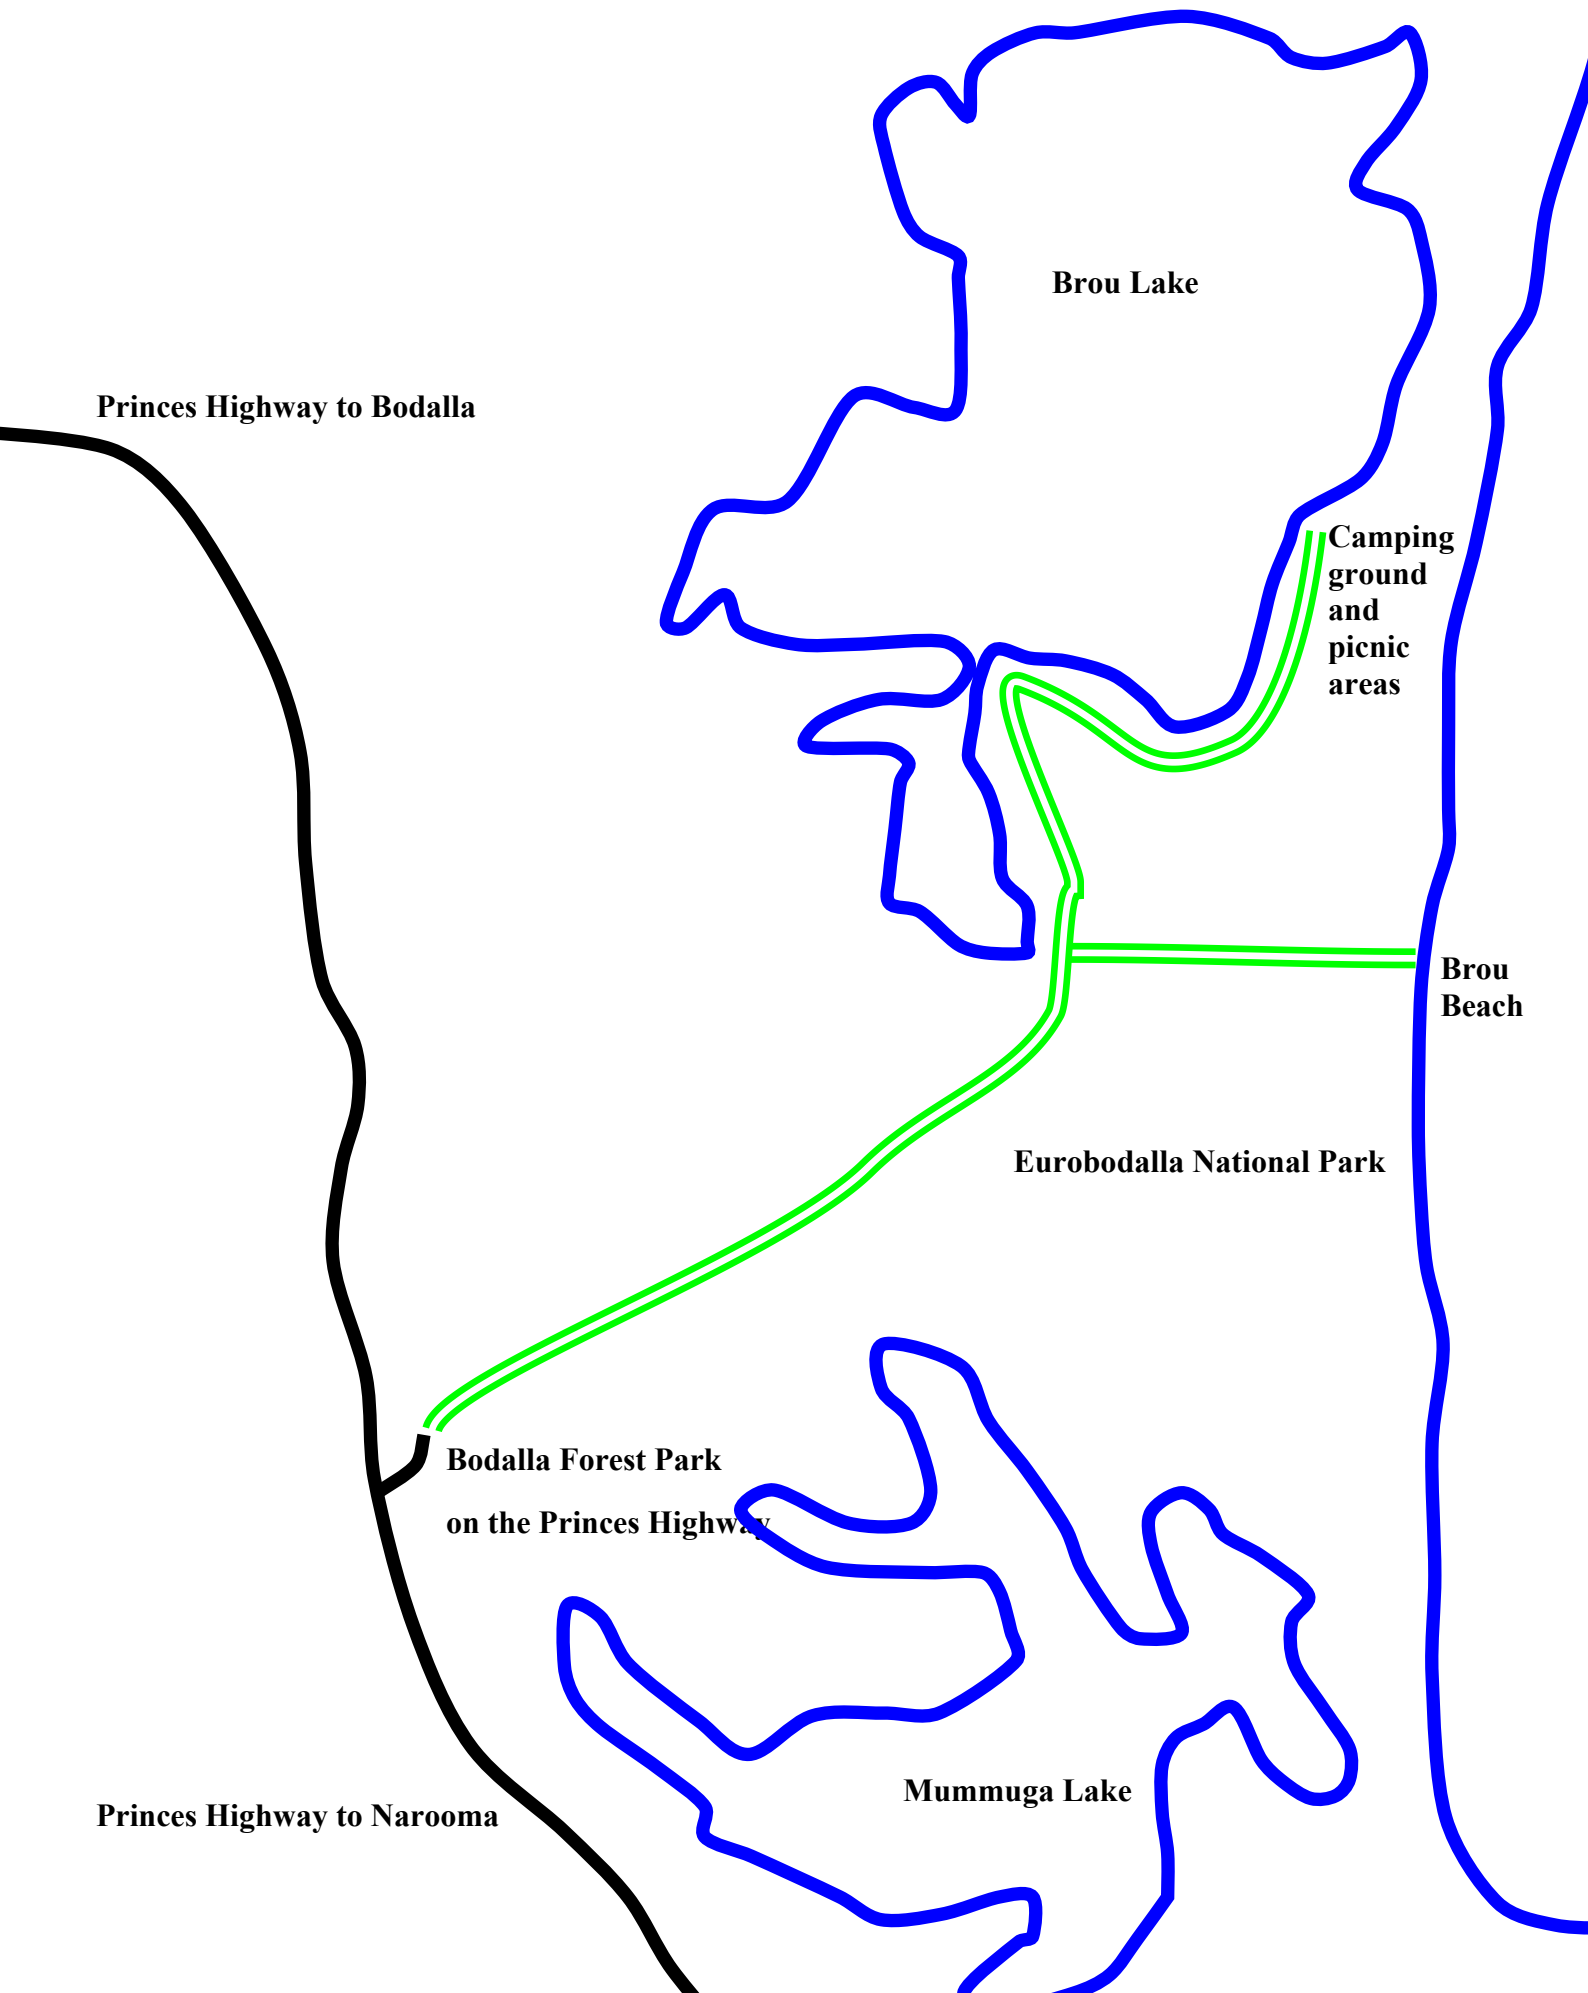 Brou Lake
Princes Highway to Bodalla
Camping
ground
and
picnic
areas
Brou
Beach
Eurobodalla National Park
Bodalla Forest Park
on the Princes Highway
Mummuga Lake
Princes Highway to Narooma